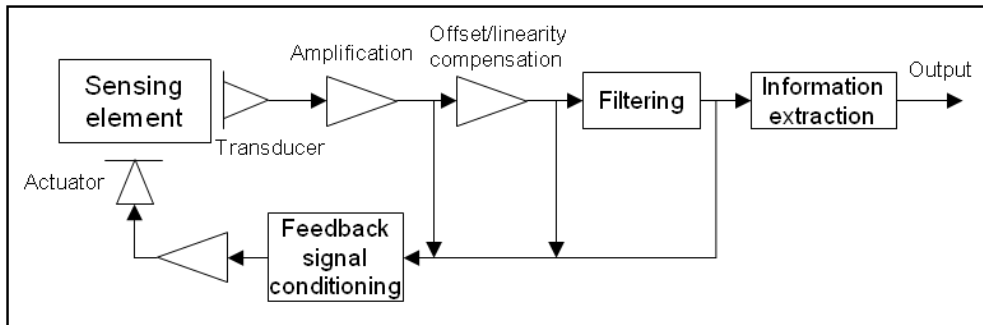 Offset/linearity
compensation
Amplification
Output
Sensing
element
Filtering
Information
extraction
Transducer
Actuator
Feedback
signal
conditioning